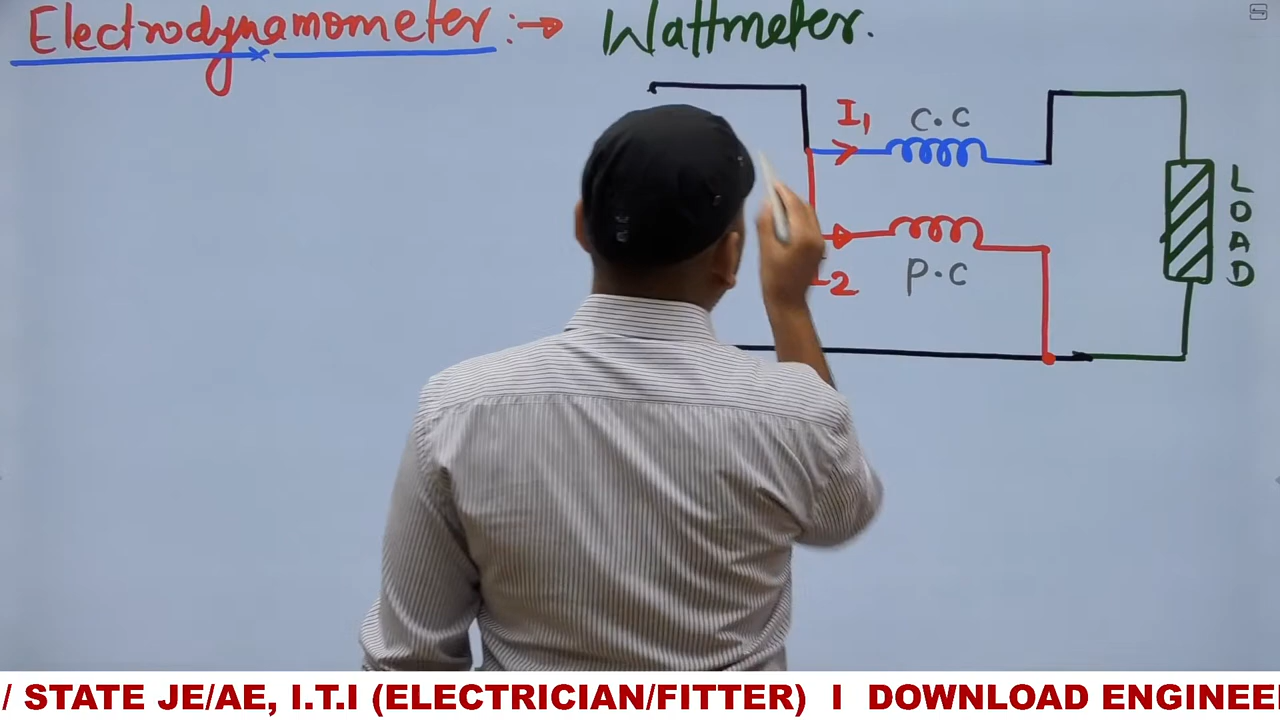 Electrodynamometer :→ Wattmeter.
I₁ C.C
2 P.C
LOAD
/ STATE JE/AE, I.T.I (ELECTRICIAN/FITTER) I DOWNLOAD ENGINEE